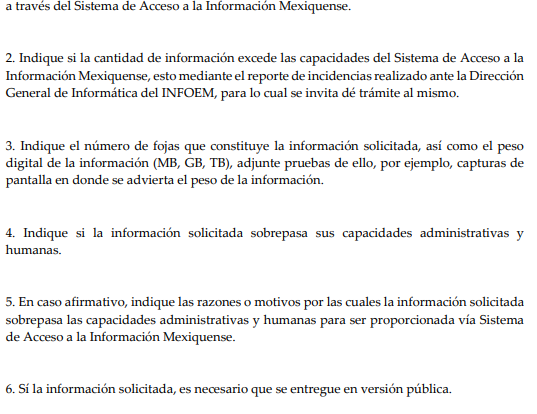 a través del Sistema de Acceso a la Información Mexiquense.
2. Indique si la cantidad de información excede las capacidades del Sistema de Acceso a la
Información Mexiquense, esto mediante el reporte de incidencias realizado ante la Dirección
General de Informática del INFOEM, para lo cual se invita dé trámite al mismo.
3. Indique el número de fojas que constituye la información solicitada, así como el peso
digital de la información (MB, GB, TB), adjunte pruebas de ello, por ejemplo, capturas de
pantalla en donde se advierta el peso de la información.
4. Indique si la información solicitada sobrepasa sus capacidades administrativas y
humanas.
5. En caso afirmativo, indique las razones o motivos por las cuales la información solicitada
sobrepasa las capacidades administrativas y humanas para ser proporcionada vía Sistema
de Acceso a la Información Mexiquense.
6. Sí la información solicitada, es necesario que se entregue en versión pública.